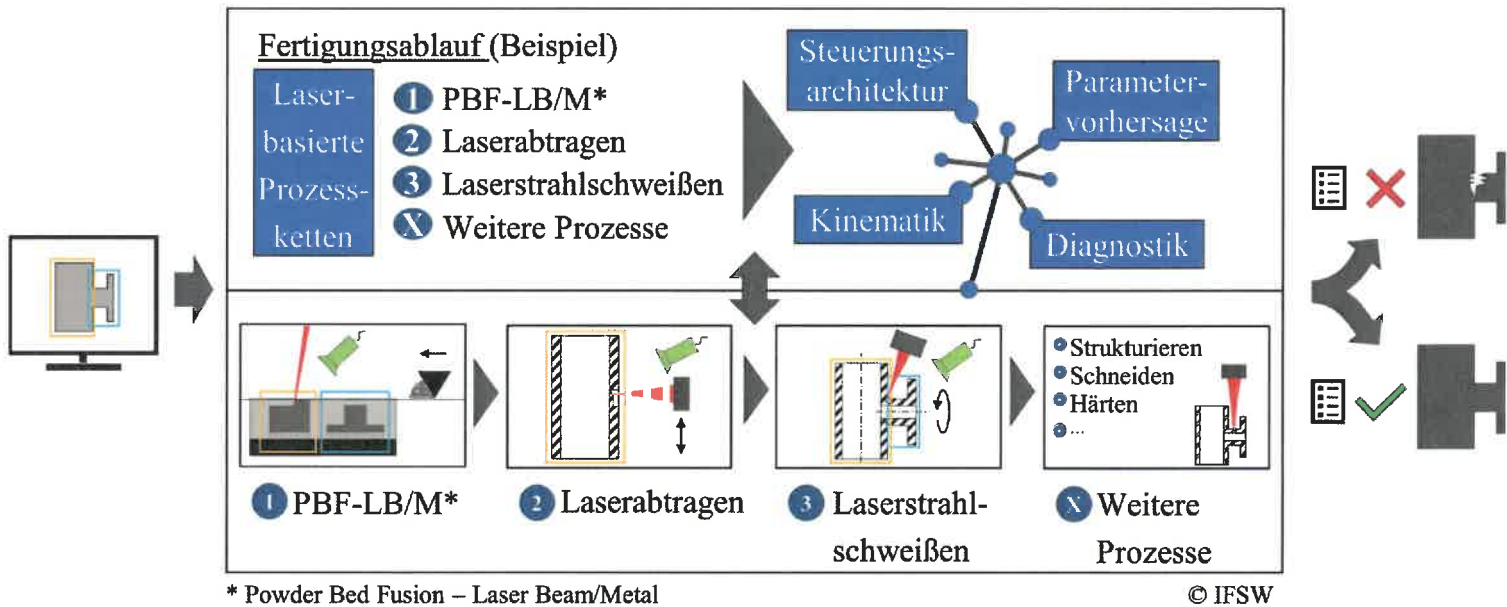 Fertigungsablauf (Beispiel)
Laser-
basierte
Prozess-
ketten
1 PBF-LB/M*
2 Laserabtragen
3 Laserstrahlschweißen
X Weitere Prozesse
Steuerungs-
architektur
Parameter-
vorhersage
Kinematik
Diagnostik
Strukturieren
Schneiden
Härten
...
1 PBF-LB/M*
2 Laserabtragen
3 Laserstrahl-
schweißen
X Weitere
Prozesse
* Powder Bed Fusion – Laser Beam/Metal
© IFSW